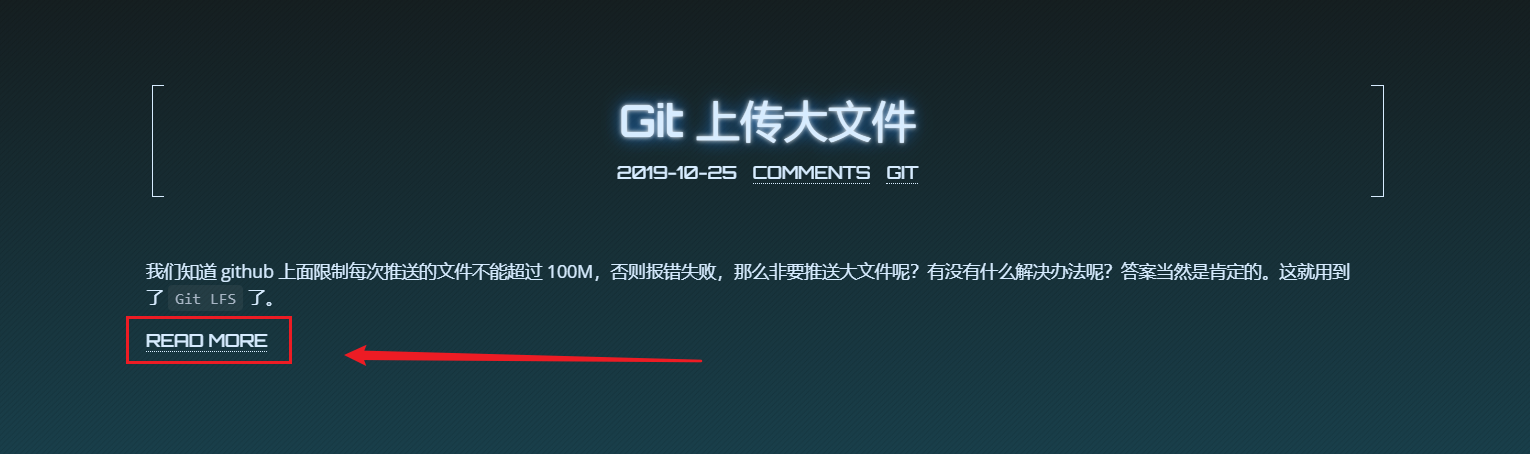 Git 上传大文件
2019-10-25 COMMENTS GIT
我们知道 github 上面限制每次推送的文件不能超过 100M，否则报错失败，那么非要推送大文件呢？有没有什么解决办法呢？答案当然是肯定的。这就用到
了 Git LFS 了。
READ MORE